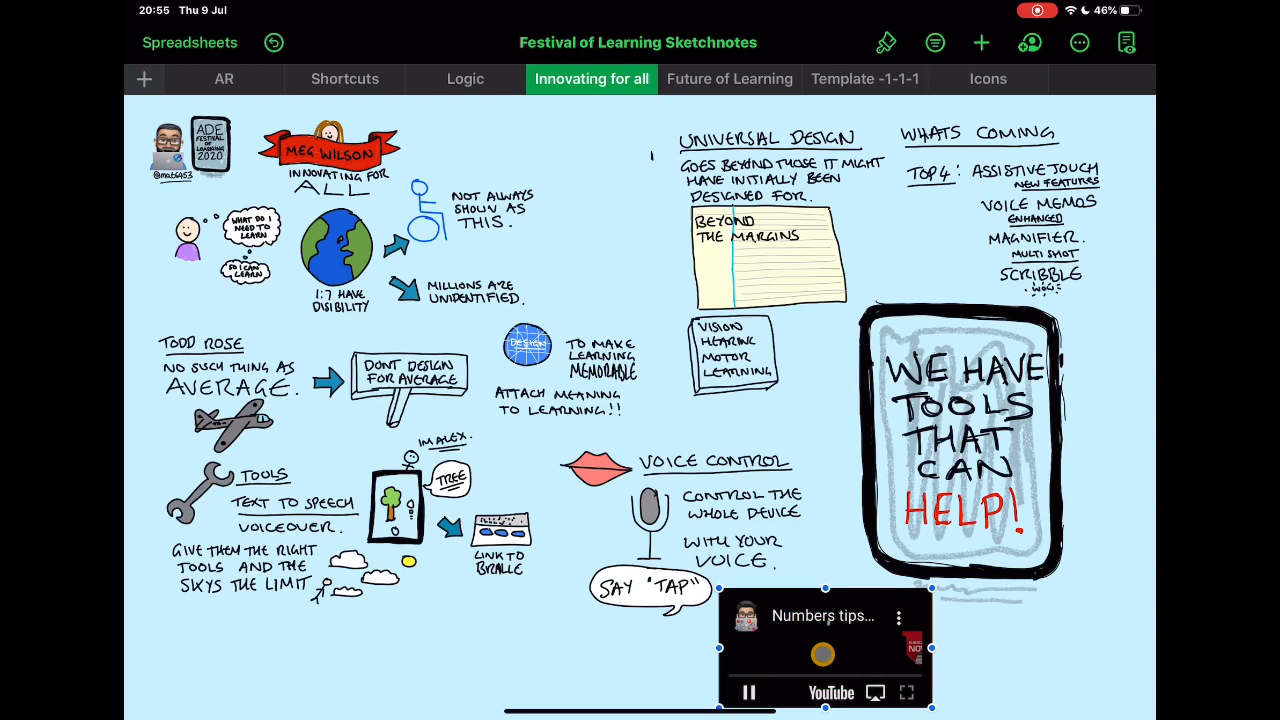 20:55 Thu 9 Jul
46%
Spreadsheets
Festival of Learning Sketchnotes
AR
Shortcuts
Logic
Innovating for all
Future of Learning
Template -1-1-1
Icons
ADE
FESTIVAL
OF
LEARNING
2020
@mat6453
MEG WILSON
INNOVATING FOR
ALL
WHAT DO I
NEED TO
LEARN
SO I CAN
LEARN
1:7 HAVE
DISIBILITY
NOT ALWAYS
SHOWN AS
THIS.
MILLIONS ARE
UNIDENTIFIED.
TODD ROSE
NO SUCH THING AS
AVERAGE.
DONT DESIGN
FOR AVERAGE
DESIGN
TO MAKE
LEARNING
MEMORABLE
ATTACH MEANING
TO LEARNING!!
TOOLS
TEXT TO SPEECH
VOICEOVER.
GIVE THEM THE RIGHT
TOOLS AND THE
SKYS THE LIMIT
IM ALEX.
TREE
LINK TO
BRALLE
UNIVERSAL DESIGN
GOES BEYOND THOSE IT MIGHT
HAVE INITIALLY BEEN
DESIGNED FOR.
BEYOND
THE MARGINS
VISION
HEARING
MOTOR
LEARNING
VOICE CONTROL
CONTROL THE
WHOLE DEVICE
WITH YOUR
VOICE.
SAY "TAP"
WHATS COMING
TOP 4: ASSISTIVE TOUCH
NEW FEATURES
VOICE MEMOS
ENHANCED
MAGNIFIER.
MULTI SHOT
SCRIBBLE
WOW
WE HAVE
TOOLS
THAT
CAN
HELP!
Numbers tips...
SUBSCRIBE
NOW
YouTube